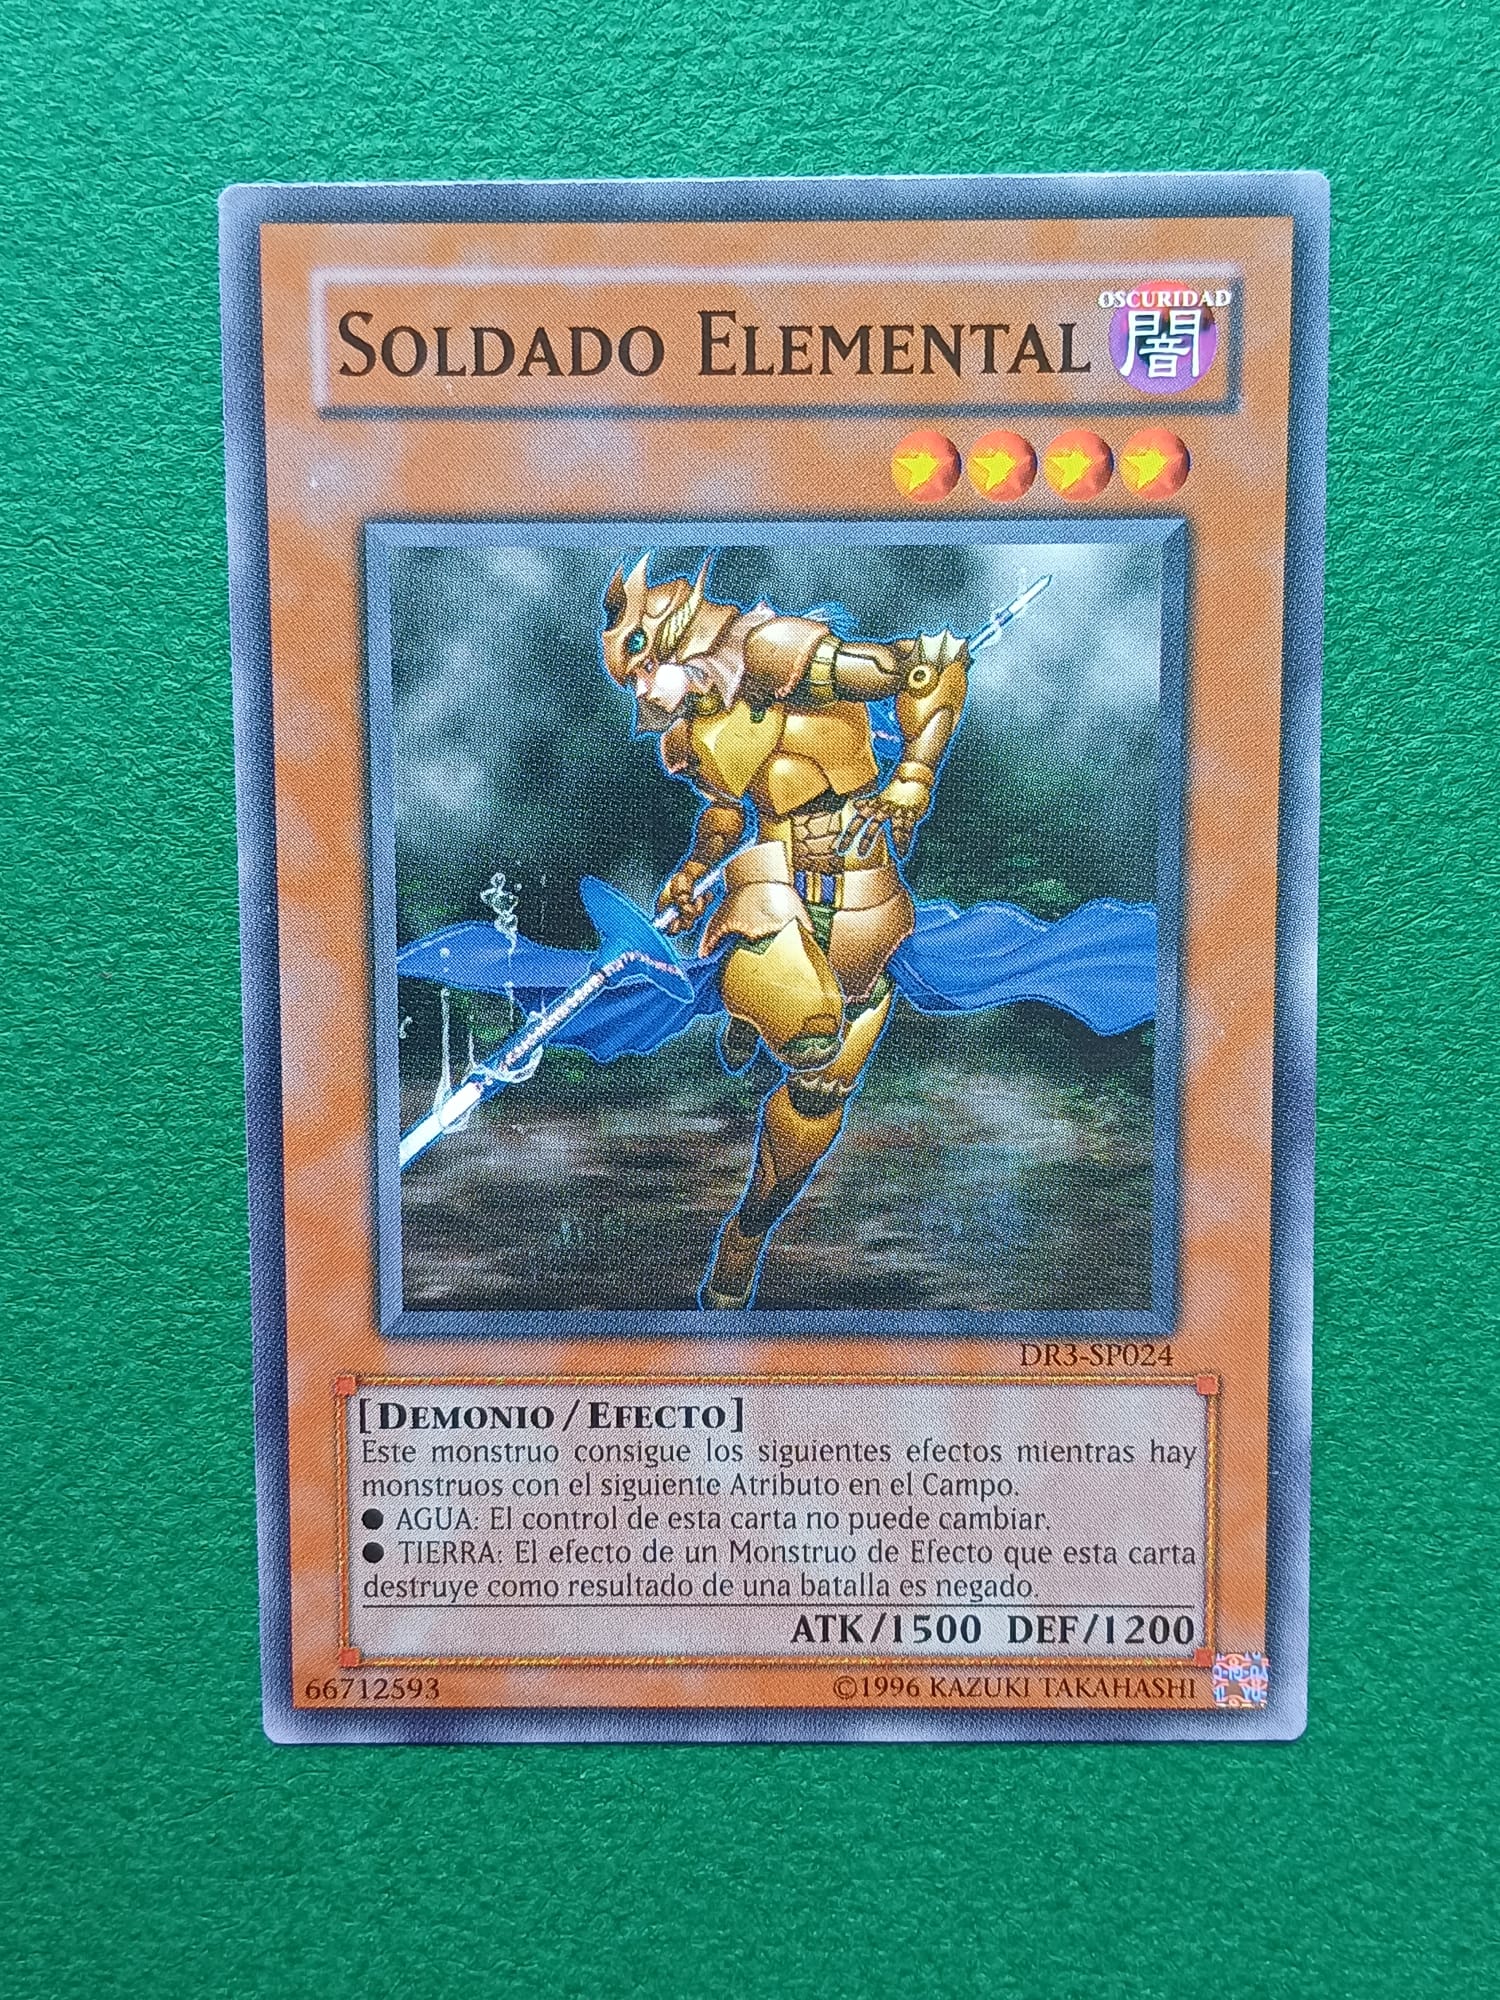 SOLDADO ELEMENTAL
OSCURIDAD
闇
DR3-SP024
[DEMONIO/EFECTO]
Este monstruo consigue los siguientes efectos mientras hay
monstruos con el siguiente Atributo en el Campo.
● AGUA: El control de esta carta no puede cambiar.
● TIERRA: El efecto de un Monstruo de Efecto que esta carta
destruye como resultado de una batalla es negado.
ATK/1500 DEF/1200
66712593
©1996 KAZUKI TAKAHASHI